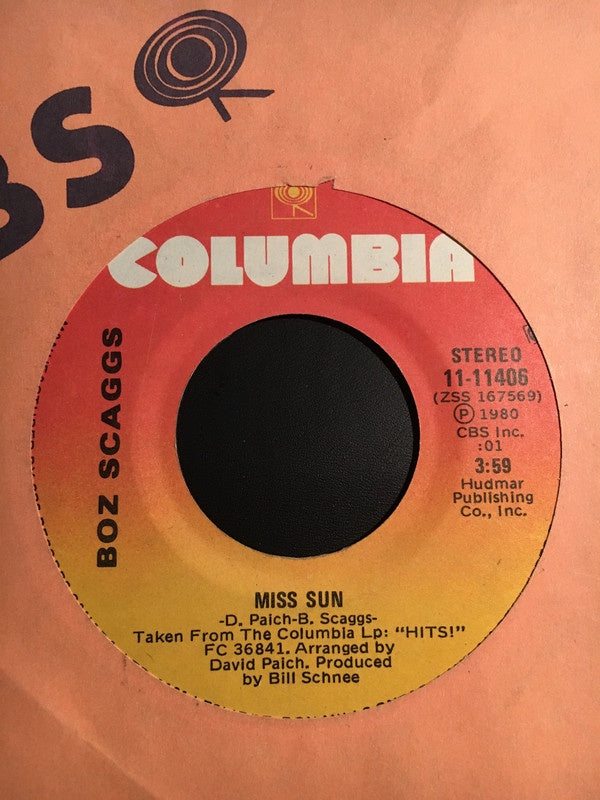 BS
COLUMBIA
BOZ SCAGGS
STEREO
11-11406
(ZSS 167569)
Ⓟ 1980
CBS Inc.
:01
3:59
Hudmar
Publishing
Co., Inc.
MISS SUN
-D. Paich-B. Scaggs-
Taken From The Columbia Lp: “HITS!”
FC 36841. Arranged by
David Paich. Produced
by Bill Schnee